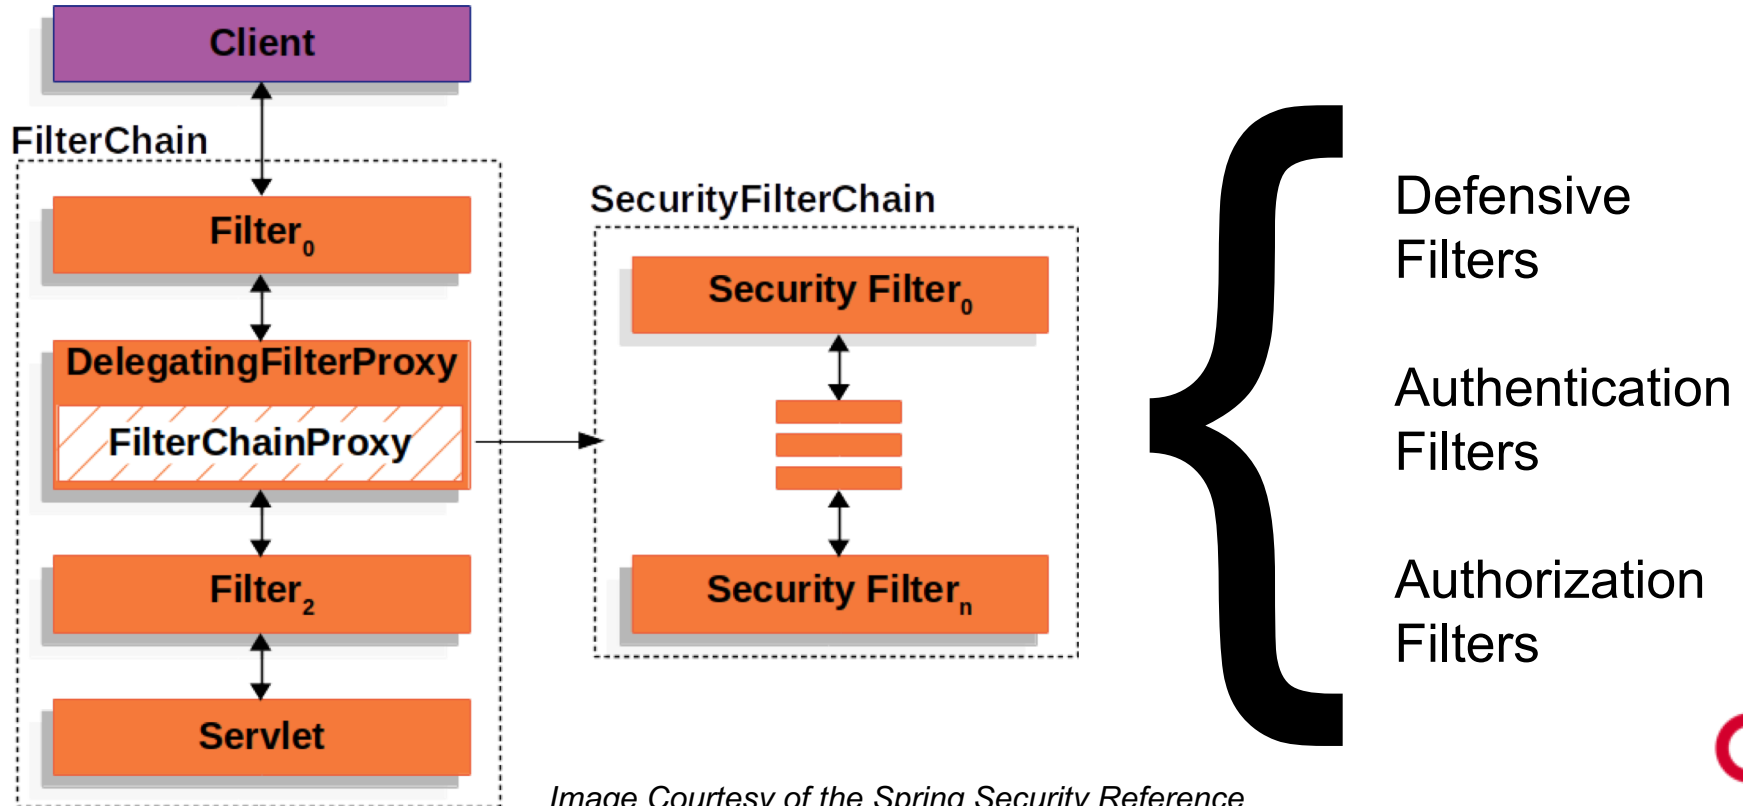 Client
FilterChain
Filter₀
DelegatingFilterProxy
FilterChainProxy
Filter₂
Servlet
SecurityFilterChain
Security Filter₀
Security Filterₙ
Defensive
Filters
Authentication
Filters
Authorization
Filters
Image Courtesy of the Spring Security Reference